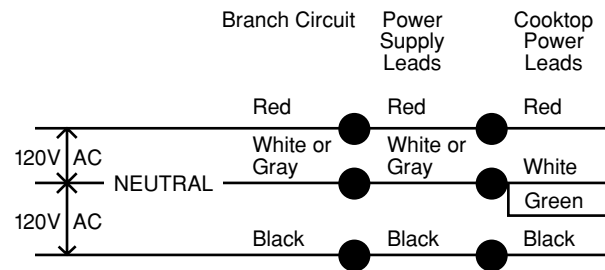 Branch Circuit
Power
Supply
Leads
Cooktop
Power
Leads
Red
Red
Red
White or
Gray
White or
Gray
120V AC
White
NEUTRAL
Green
120V AC
Black
Black
Black